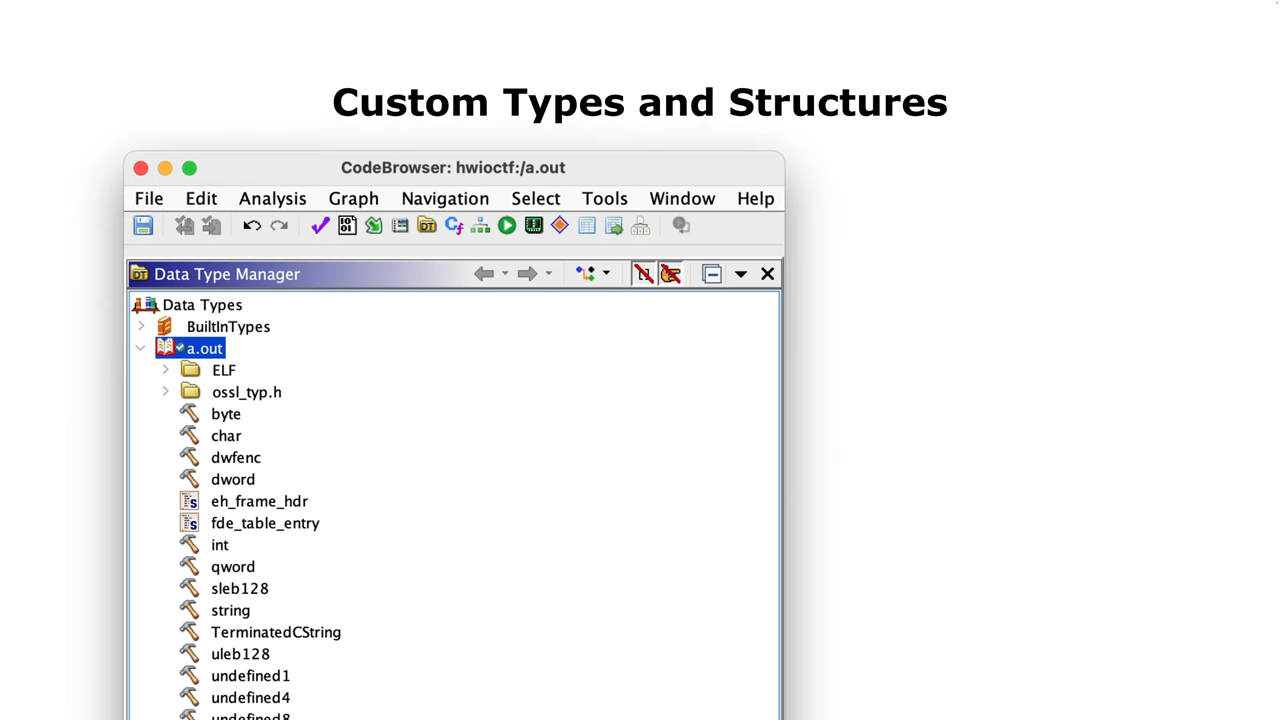 Custom Types and Structures
CodeBrowser: hwioctf:/a.out
File Edit Analysis Graph Navigation Select Tools Window Help
Data Type Manager
Data Types
BuiltInTypes
a.out
ELF
ossl_typ.h
byte
char
dwfenc
dword
eh_frame_hdr
fde_table_entry
int
qword
sleb128
string
TerminatedCString
uleb128
undefined1
undefined4
undefined8